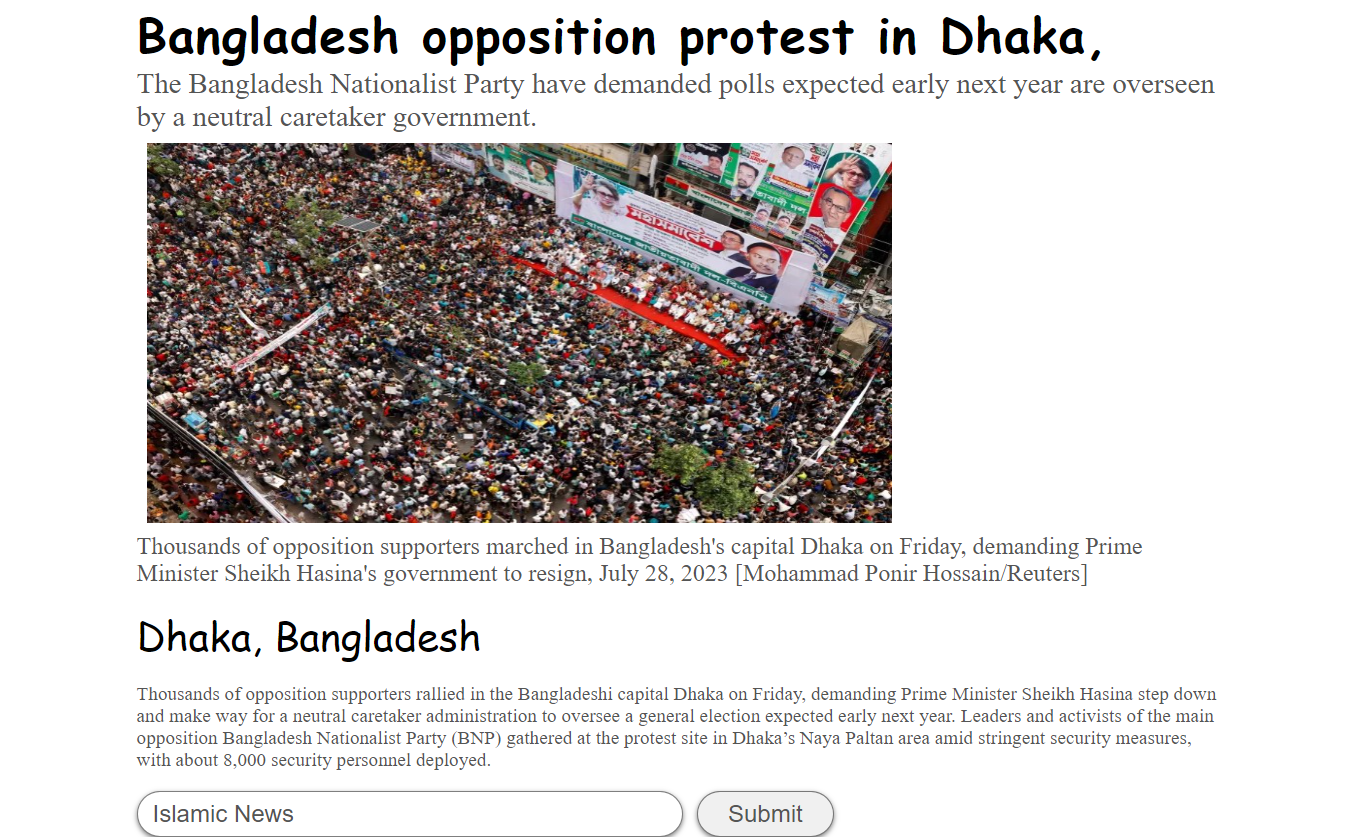 Bangladesh opposition protest in Dhaka,
The Bangladesh Nationalist Party have demanded polls expected early next year are overseen
by a neutral caretaker government.
মহাসমাবেশ
বাংলাদেশ জাতীয়তাবাদী দল-বিএনপি
Thousands of opposition supporters marched in Bangladesh's capital Dhaka on Friday, demanding Prime
Minister Sheikh Hasina's government to resign, July 28, 2023 [Mohammad Ponir Hossain/Reuters]
Dhaka, Bangladesh
Thousands of opposition supporters rallied in the Bangladeshi capital Dhaka on Friday, demanding Prime Minister Sheikh Hasina step down
and make way for a neutral caretaker administration to oversee a general election expected early next year. Leaders and activists of the main
opposition Bangladesh Nationalist Party (BNP) gathered at the protest site in Dhaka’s Naya Paltan area amid stringent security measures,
with about 8,000 security personnel deployed.
Islamic News
Submit